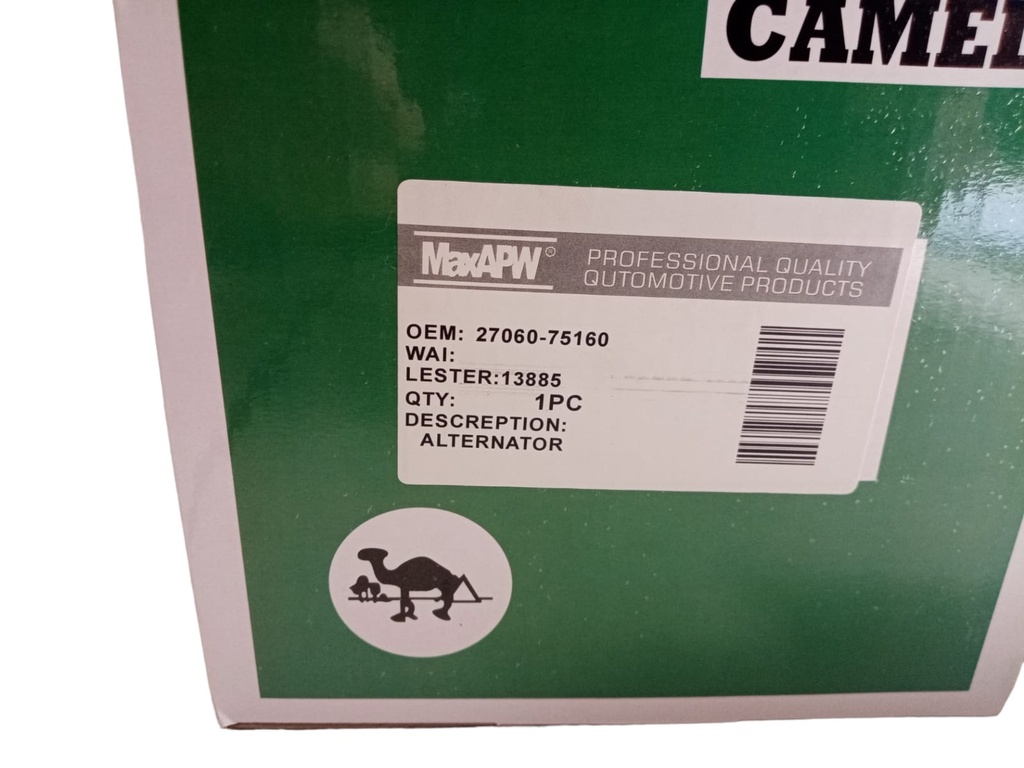 CAMEL
MaxAPW®
PROFESSIONAL QUALITY
QUTOMOTIVE PRODUCTS
OEM: 27060-75160
WAI:
LESTER:13885
QTY: 1PC
DESCREPTION:
ALTERNATOR